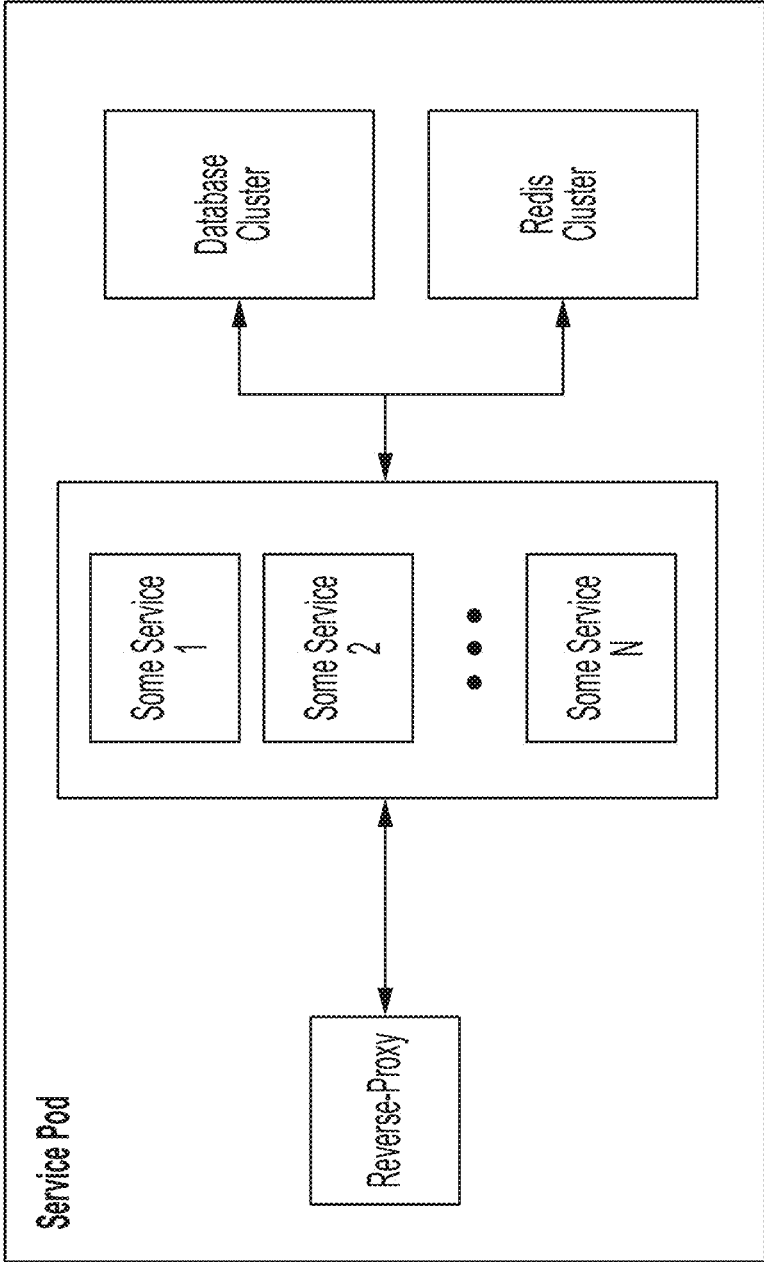 Service Pod
Reverse-Proxy
Some Service
1
Some Service
2
Some Service
N
Database
Cluster
Redis
Cluster